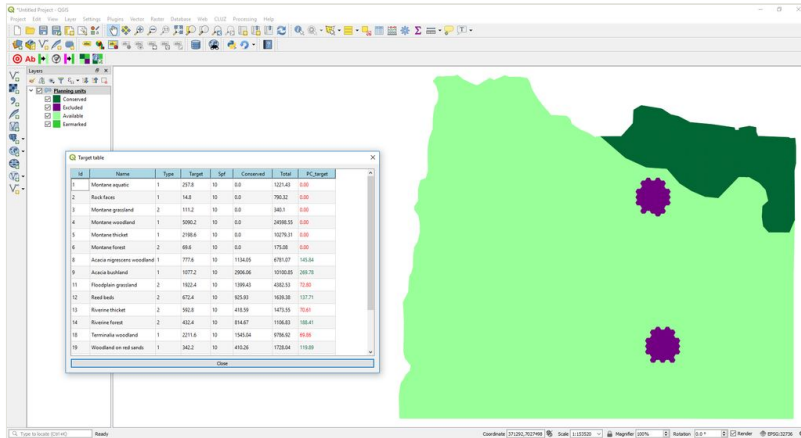 *Untitled Project - QGIS
Project Edit View Layer Settings Plugins Vector Raster Database Web CLUZ Processing Help
Ab
Layers
Planning units
Conserved
Excluded
Available
Earmarked
Target table
Id Name Type Target Spf Conserved Total PC_target
1 Montane aquatic 1 257.8 10 0.0 1221.43 0.00
2 Rock faces 1 14.8 10 0.0 790.32 0.00
3 Montane grassland 2 111.2 10 0.0 340.1 0.00
4 Montane woodland 1 5090.2 10 0.0 24596.55 0.00
5 Montane thicket 1 2198.6 10 0.0 10279.31 0.00
6 Montane forest 2 69.6 10 0.0 175.08 0.00
8 Acacia nigrescens woodland 1 777.6 10 1134.05 6781.07 145.84
9 Acacia bushland 1 1077.2 10 2906.06 10100.85 269.78
11 Floodplain grassland 2 1922.4 10 1399.43 4382.53 72.80
12 Reed beds 2 672.4 10 925.93 1638.38 137.71
13 Riverine thicket 2 592.8 10 418.59 1473.55 70.61
14 Riverine forest 2 432.4 10 814.67 1106.63 188.41
18 Terminalia woodland 1 2211.6 10 1545.04 9786.92 69.86
19 Woodland on red sands 1 342.2 10 410.26 1728.04 119.89
Close
Type to locate (Ctrl+K) Ready Coordinate 371292,7027498 Scale 1:133520 Magnifier 100% Rotation 0.0 ° Render EPSG:32736